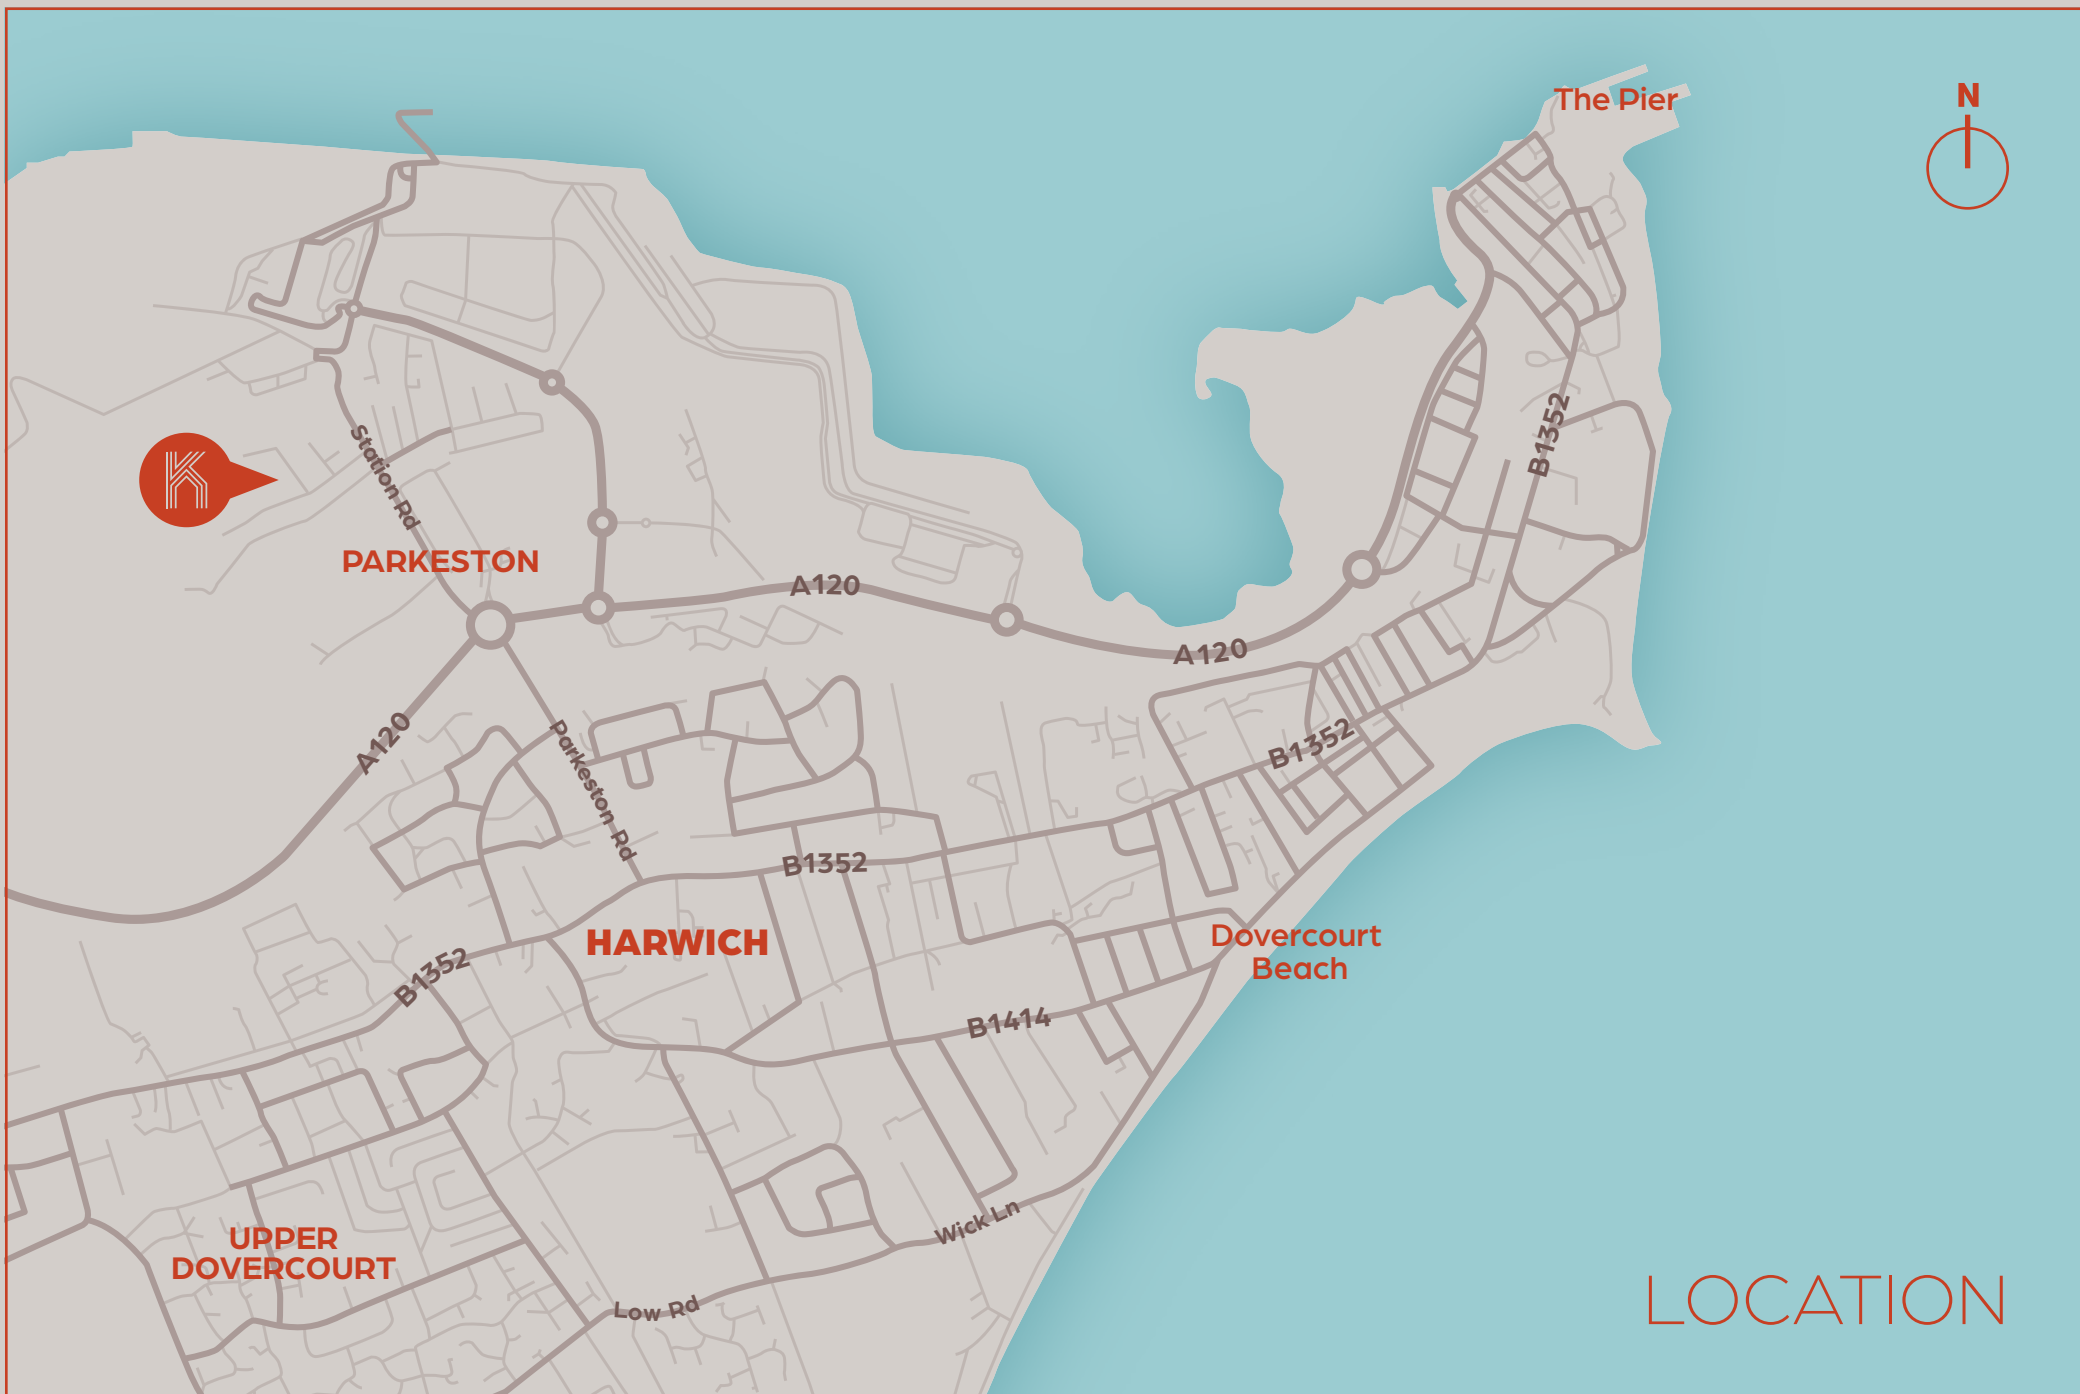 The Pier
N
K
Station Rd
PARKESTON
B1352
A120
A120
A120
Parkeston Rd
B1352
B1352
HARWICH
Dovercourt
Beach
B1352
B1414
Wick Ln
UPPER
DOVERCOURT
Low Rd
LOCATION